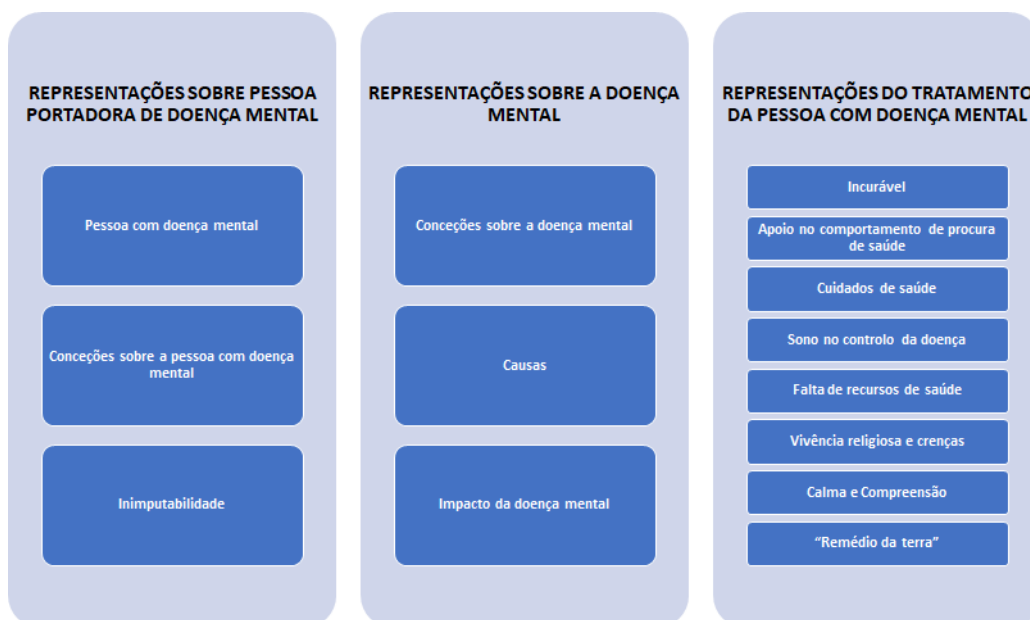 REPRESENTAÇÕES SOBRE PESSOA
PORTADORA DE DOENÇA MENTAL
Pessoa com doença mental
Conceções sobre a pessoa com doença
mental
Inimputabilidade
REPRESENTAÇÕES SOBRE A DOENÇA
MENTAL
Conceções sobre a doença mental
Causas
Impacto da doença mental
REPRESENTAÇÕES DO TRATAMENTO
DA PESSOA COM DOENÇA MENTAL
Incurável
Apoio no comportamento de procura
de saúde
Cuidados de saúde
Sono no controlo da doença
Falta de recursos de saúde
Vivência religiosa e crenças
Calma e Compreensão
“Remédio da terra”